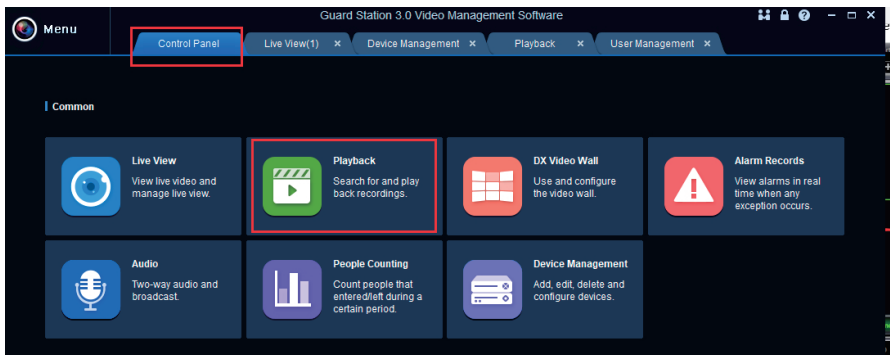 Guard Station 3.0 Video Management Software
Menu
Control Panel
Live View(1)
Device Management
Playback
User Management
Common
Live View
View live video and
manage live view.
Playback
Search for and play
back recordings.
DX Video Wall
Use and configure
the video wall.
Alarm Records
View alarms in real
time when any
exception occurs.
Audio
Two-way audio and
broadcast.
People Counting
Count people that
entered/left during a
certain period.
Device Management
Add, edit, delete and
configure devices.